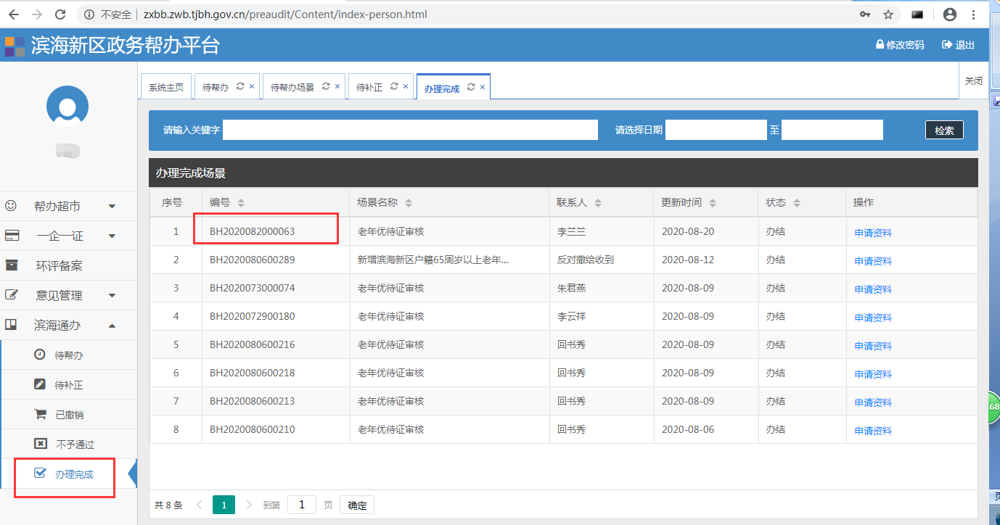 不安全 zxbb.zwb.tjbh.gov.cn/preaudit/Content/index-person.html
滨海新区政务帮办平台 修改密码 退出
系统主页 待帮办 待帮办场景 待补正 办理完成 关闭
请输入关键字 请选择日期 至 检索
办理完成场景
序号 编号 场景名称 联系人 更新时间 状态 操作
1 BH2020082000063 老年优待证审核 李兰兰 2020-08-20 办结 申请资料
2 BH2020080600289 新增滨海新区户籍65周岁以上老年... 反对撒给收到 2020-08-12 办结 申请资料
3 BH2020073000074 老年优待证审核 朱君燕 2020-08-09 办结 申请资料
4 BH2020072900180 老年优待证审核 李云祥 2020-08-09 办结 申请资料
5 BH2020080600216 老年优待证审核 回书秀 2020-08-09 办结 申请资料
6 BH2020080600218 老年优待证审核 回书秀 2020-08-09 办结 申请资料
7 BH2020080600213 老年优待证审核 回书秀 2020-08-09 办结 申请资料
8 BH2020080600210 老年优待证审核 回书秀 2020-08-06 办结 申请资料
共 8 条 1 到第 1 页 确定
帮办超市
一企一证
环评备案
意见管理
滨海通办
待帮办
待补正
已撤销
不予通过
办理完成
68